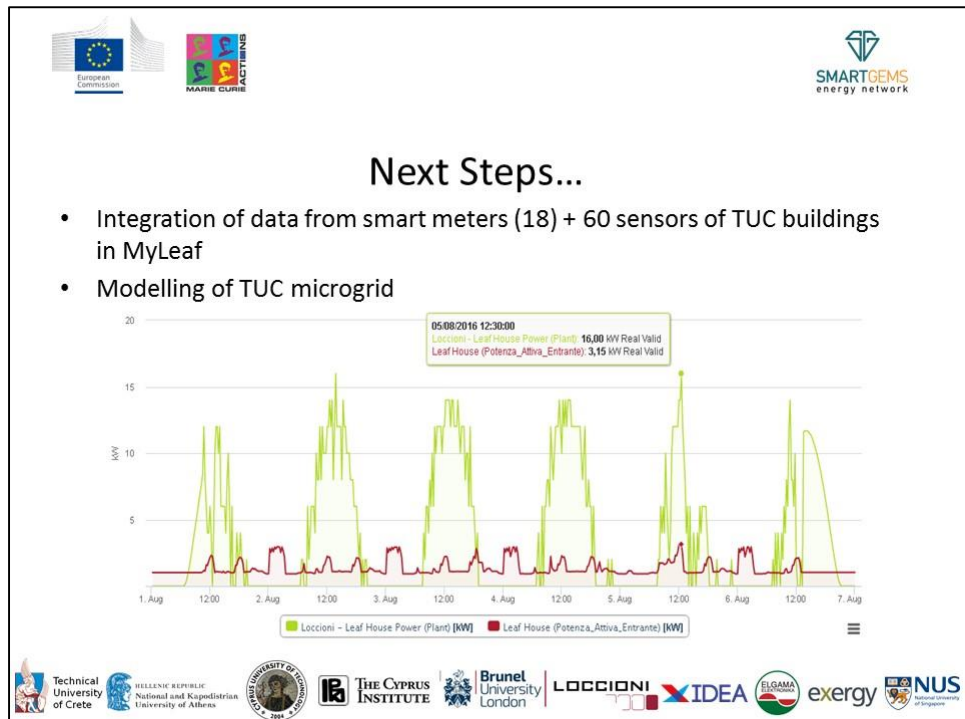 European
Commission
MARIE CURIE
ACTIONS
SMARTGEMS
energy network
Next Steps...
• Integration of data from smart meters (18) + 60 sensors of TUC buildings
in MyLeaf
• Modelling of TUC microgrid
20
15
10
5
kW
05/08/2016 12:30:00
Loccioni - Leaf House Power (Plant): 16,00 kW Real Valid
Leaf House (Potenza_Attiva_Entrante): 3,15 kW Real Valid
1. Aug
12:00
2. Aug
12:00
3. Aug
12:00
4. Aug
12:00
5. Aug
12:00
6. Aug
12:00
7. Aug
Loccioni - Leaf House Power (Plant) [kW]
Leaf House (Potenza_Attiva_Entrante) [kW]
Technical
University
of Crete
HELLENIC REPUBLIC
National and Kapodistrian
University of Athens
CYPRUS UNIVERSITY OF TECHNOLOGY
2004
THE CYPRUS
INSTITUTE
Brunel
University
London
LOCCIONI
IDEA
ELGAMA
ELEKTRONIKA
exergy
NUS
National University
of Singapore